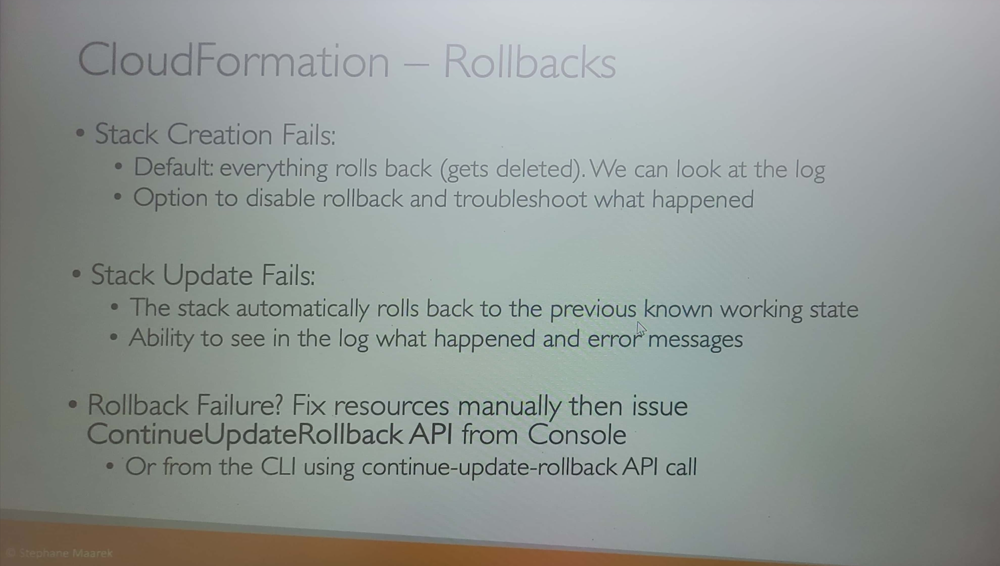 CloudFormation – Rollbacks
• Stack Creation Fails:
• Default: everything rolls back (gets deleted). We can look at the log
• Option to disable rollback and troubleshoot what happened
• Stack Update Fails:
• The stack automatically rolls back to the previous known working state
• Ability to see in the log what happened and error messages
• Rollback Failure? Fix resources manually then issue
ContinueUpdateRollback API from Console
• Or from the CLI using continue-update-rollback API call
© Stephane Maarek